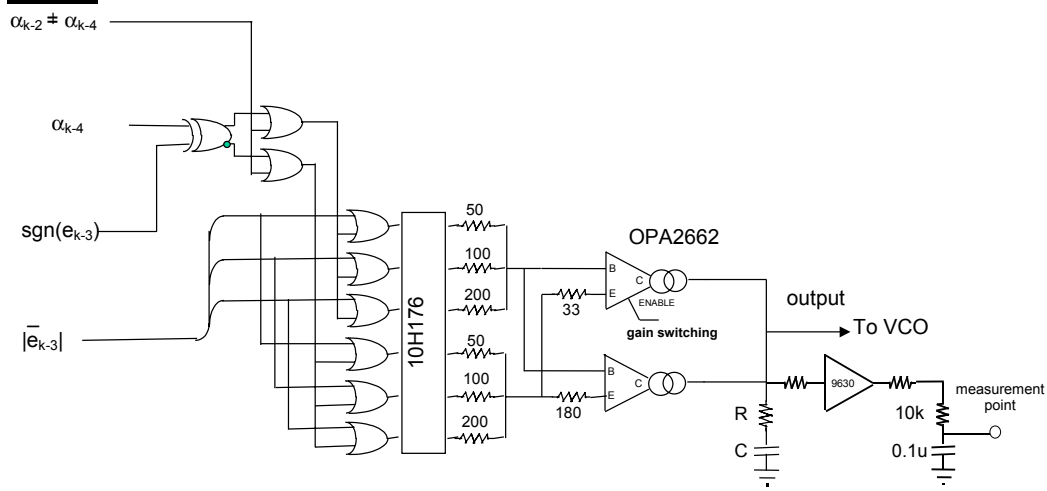 αk-2 ≠ αk-4
αk-4
sgn(ek-3)
|e̅k-3|
10H176
50
100
200
50
100
200
OPA2662
B
C
E
ENABLE
33
gain switching
B
C
E
180
output
To VCO
9630
R
C
10k
0.1u
measurement
point